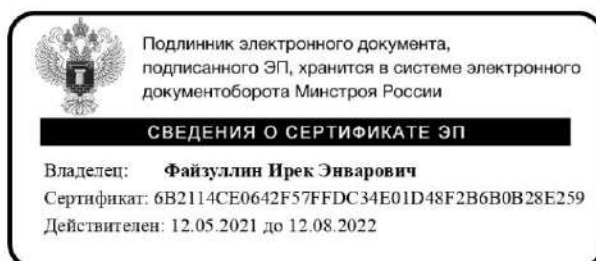 Подлинник электронного документа,
подписанного ЭП, хранится в системе электронного
документоборота Минстроя России
СВЕДЕНИЯ О СЕРТИФИКАТЕ ЭП
Владелец: Файзуллин Ирек Энварович
Сертификат: 6B2114CE0642F57FFDC34E01D48F2B6B0B28E259
Действителен: 12.05.2021 до 12.08.2022